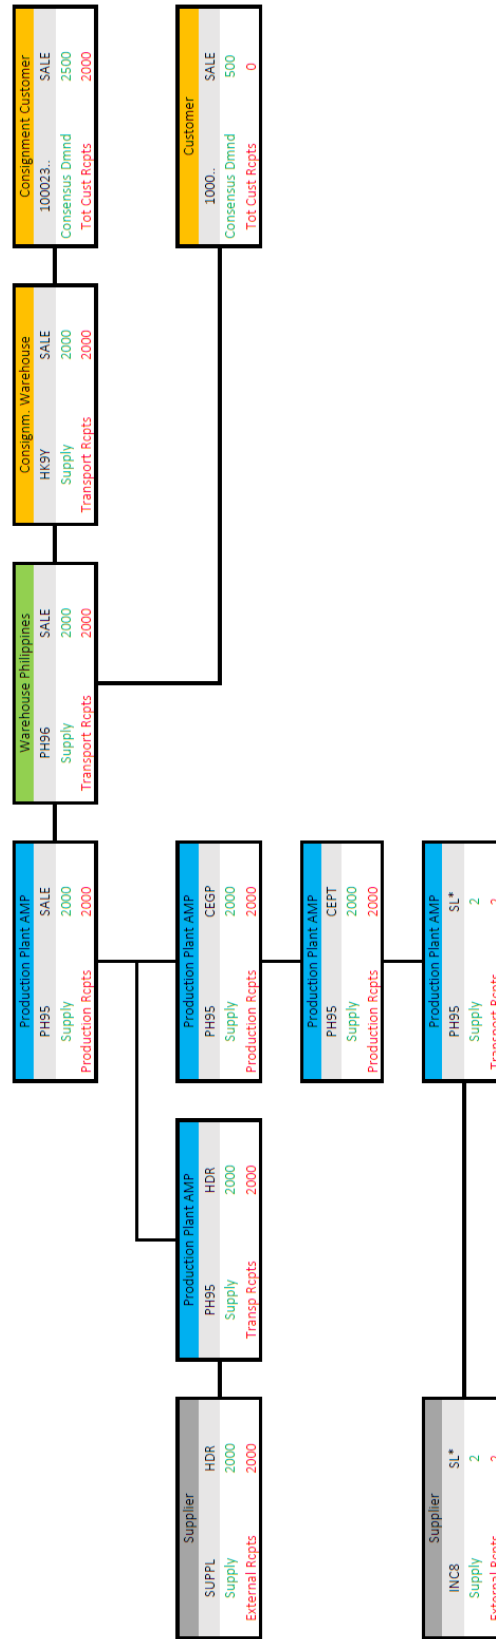 Production Plant AMP
PH95 SALE
Supply 2000
Production Rcpts 2000
Warehouse Philippines
PH96 SALE
Supply 2000
Transport Rcpts 2000
Consignm. Warehouse
HK9Y SALE
Supply 2000
Transport Rcpts 2000
Consignment Customer
100023.. SALE
Consensus Dmnd 2500
Tot Cust Rcpts 2000
Supplier
SUPPL HDR
Supply 2000
External Rcpts 2000
Production Plant AMP
PH95 HDR
Supply 2000
Transp Rcpts 2000
Production Plant AMP
PH95 CEGP
Supply 2000
Production Rcpts 2000
Customer
1000.. SALE
Consensus Dmnd 500
Tot Cust Rcpts 0
Production Plant AMP
PH95 CEPT
Supply 2000
Production Rcpts 2000
Supplier
INC8 SL*
Supply 2
External Rcpts
Production Plant AMP
PH95 SL*
Supply 2
Transport Rcpts